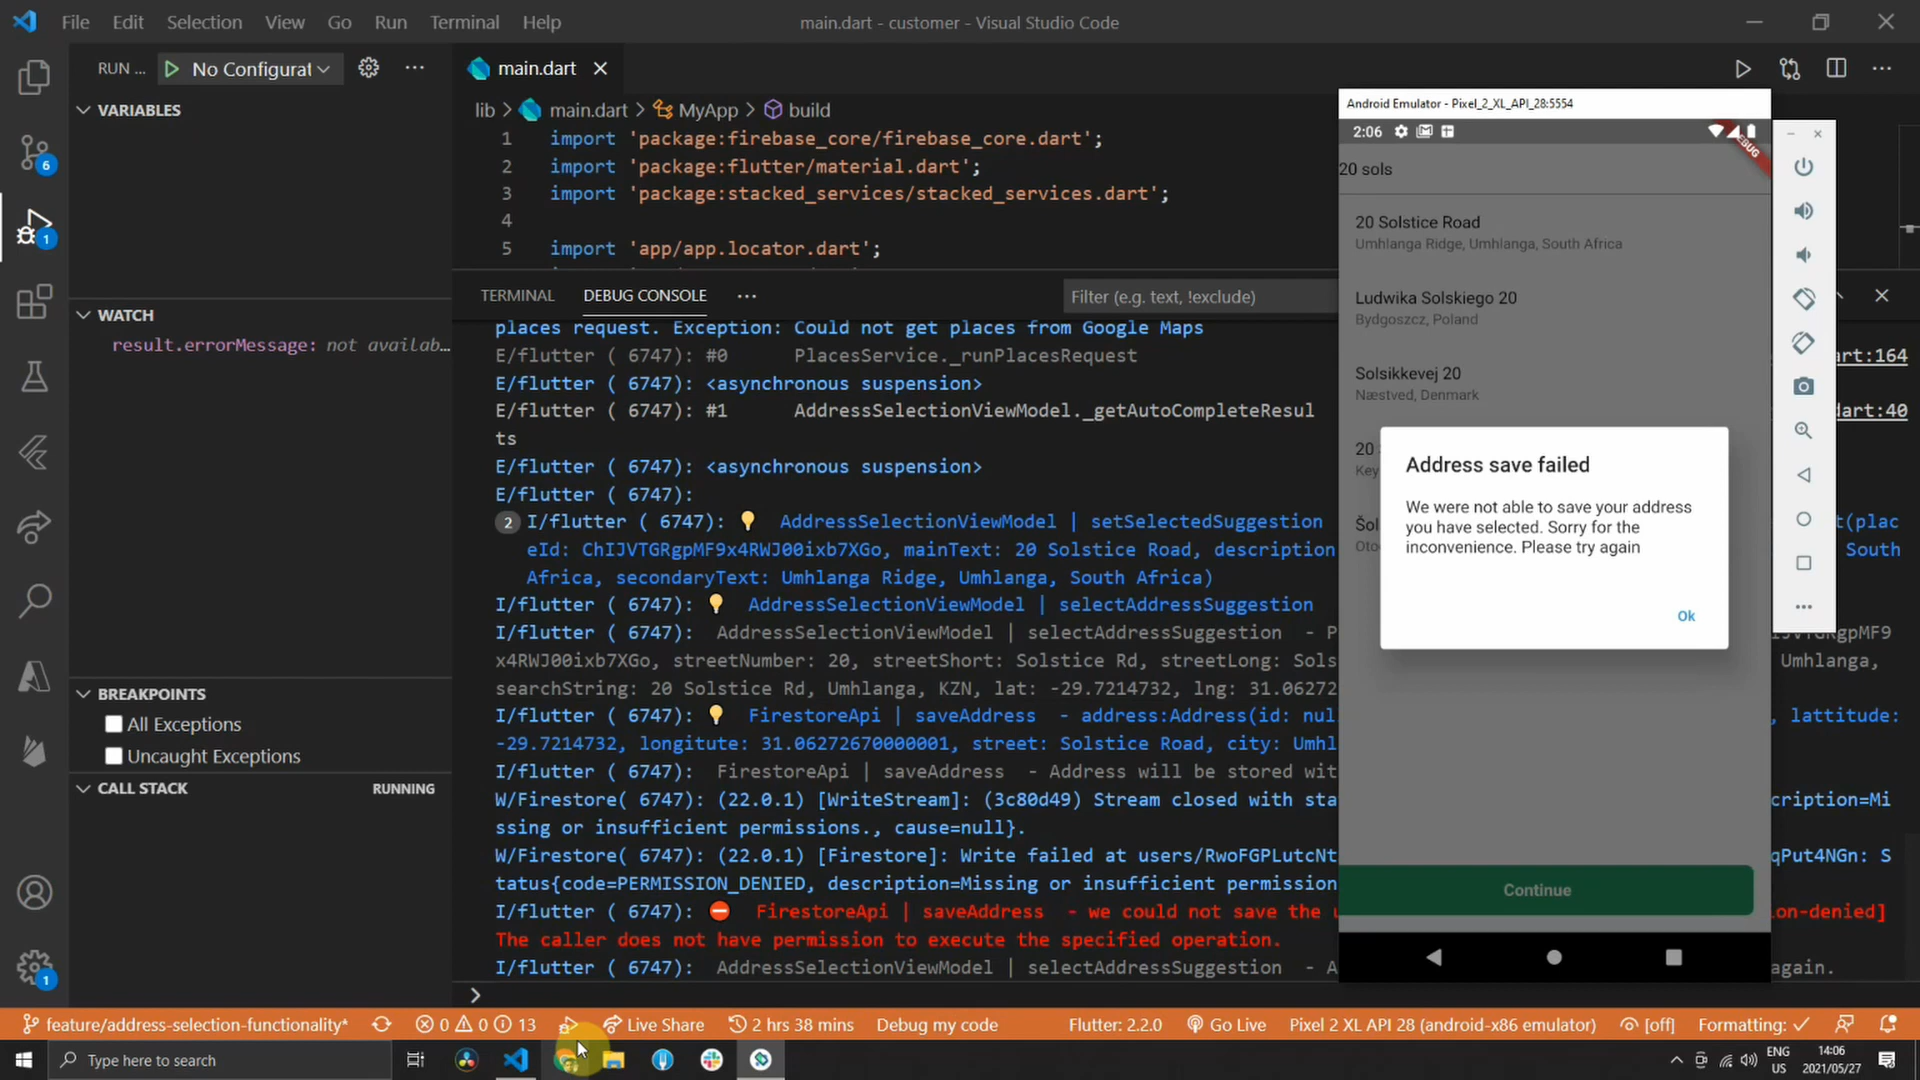 File Edit Selection View Go Run Terminal Help
main.dart - customer - Visual Studio Code
RUN ... No Configurat
main.dart
VARIABLES
lib > main.dart > MyApp > build
1 import 'package:firebase_core/firebase_core.dart';
2 import 'package:flutter/material.dart';
3 import 'package:stacked_services/stacked_services.dart';
4
5 import 'app/app.locator.dart';
6
1
WATCH
result.errorMessage: not availab...
TERMINAL DEBUG CONSOLE ...
Filter (e.g. text, !exclude)
places request. Exception: Could not get places from Google Maps
E/flutter ( 6747): #0 PlacesService._runPlacesRequest
art:164
E/flutter ( 6747): <asynchronous suspension>
E/flutter ( 6747): #1 AddressSelectionViewModel._getAutoCompleteResul
dart:40
ts
E/flutter ( 6747): <asynchronous suspension>
E/flutter ( 6747):
2 I/flutter ( 6747): AddressSelectionViewModel | setSelectedSuggestion
t(plac
eId: ChIJVTGRgpMF9x4RWJ00ixb7XGo, mainText: 20 Solstice Road, description
South
Africa, secondaryText: Umhlanga Ridge, Umhlanga, South Africa)
I/flutter ( 6747): AddressSelectionViewModel | selectAddressSuggestion
I/flutter ( 6747): AddressSelectionViewModel | selectAddressSuggestion - P
x4RWJ00ixb7XGo, streetNumber: 20, streetShort: Solstice Rd, streetLong: Sols
Umhlanga,
searchString: 20 Solstice Rd, Umhlanga, KZN, lat: -29.7214732, lng: 31.06272
I/flutter ( 6747): FirestoreApi | saveAddress - address:Address(id: nul
, lattitude:
-29.7214732, longitute: 31.06272670000001, street: Solstice Road, city: Umhl
I/flutter ( 6747): FirestoreApi | saveAddress - Address will be stored wit
W/Firestore( 6747): (22.0.1) [WriteStream]: (3c80d49) Stream closed with sta
cription=Mi
ssing or insufficient permissions., cause=null}.
W/Firestore( 6747): (22.0.1) [Firestore]: Write failed at users/RwoFGPLutcNt
qPut4NGn: S
tatus{code=PERMISSION_DENIED, description=Missing or insufficient permission
I/flutter ( 6747): FirestoreApi | saveAddress - we could not save the u
on-denied]
The caller does not have permission to execute the specified operation.
I/flutter ( 6747): AddressSelectionViewModel | selectAddressSuggestion - A
again.
BREAKPOINTS
All Exceptions
Uncaught Exceptions
CALL STACK RUNNING
1
Android Emulator - Pixel_2_XL_API_28:5554
2:06
20 sols
20 Solstice Road
Umhlanga Ridge, Umhlanga, South Africa
Ludwika Solskiego 20
Bydgoszcz, Poland
Solsikkevej 20
Næstved, Denmark
20
Key
Šol
Oto
Address save failed
We were not able to save your address
you have selected. Sorry for the
inconvenience. Please try again
Ok
Continue
feature/address-selection-functionality* 0 0 13 Live Share 2 hrs 38 mins Debug my code Flutter: 2.2.0 Go Live Pixel 2 XL API 28 (android-x86 emulator) [off] Formatting: ✓
Type here to search
ENG
US
14:06
2021/05/27